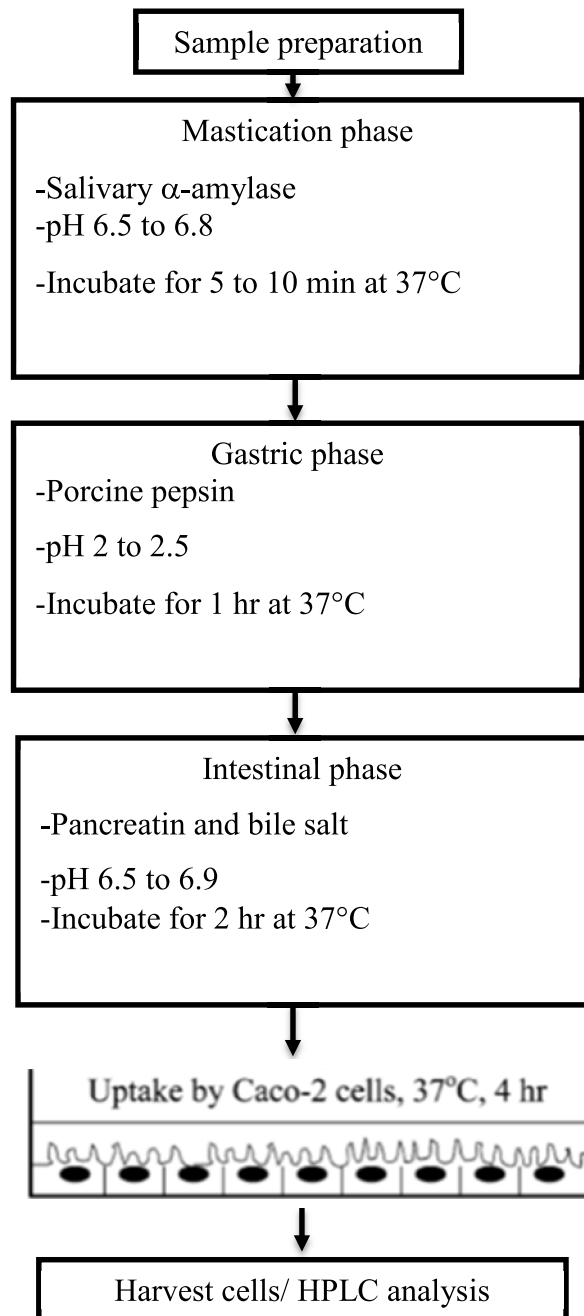 Sample preparation
Mastication phase
-Salivary α-amylase
-pH 6.5 to 6.8
-Incubate for 5 to 10 min at 37°C
Gastric phase
-Porcine pepsin
-pH 2 to 2.5
-Incubate for 1 hr at 37°C
Intestinal phase
-Pancreatin and bile salt
-pH 6.5 to 6.9
-Incubate for 2 hr at 37°C
Uptake by Caco-2 cells, 37°C, 4 hr
Harvest cells/ HPLC analysis